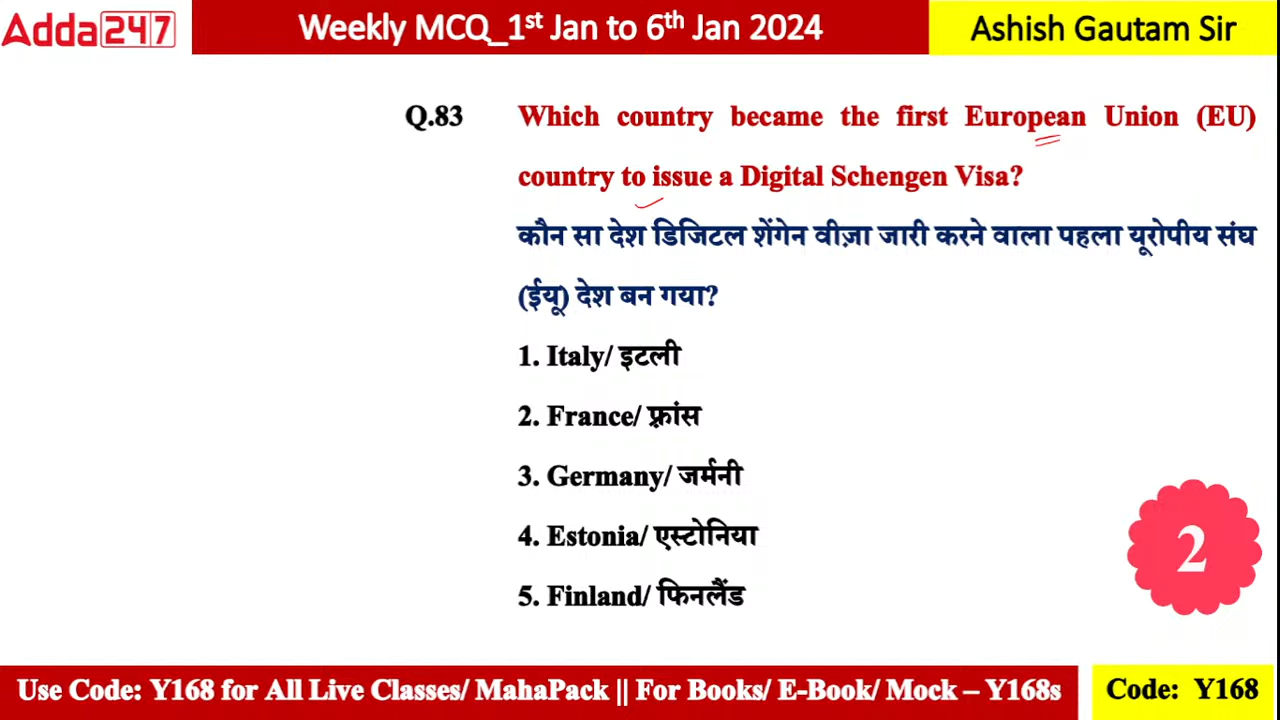 Adda247
Weekly MCQ_1st Jan to 6th Jan 2024
Ashish Gautam Sir
Q.83 Which country became the first European Union (EU)
country to issue a Digital Schengen Visa?
कौन सा देश डिजिटल शेंगेन वीज़ा जारी करने वाला पहला यूरोपीय संघ
(ईयू) देश बन गया?
1. Italy/ इटली
2. France/ फ़्रांस
3. Germany/ जर्मनी
4. Estonia/ एस्टोनिया
5. Finland/ फिनलैंड
2
Use Code: Y168 for All Live Classes/ MahaPack || For Books/ E-Book/ Mock – Y168s
Code: Y168